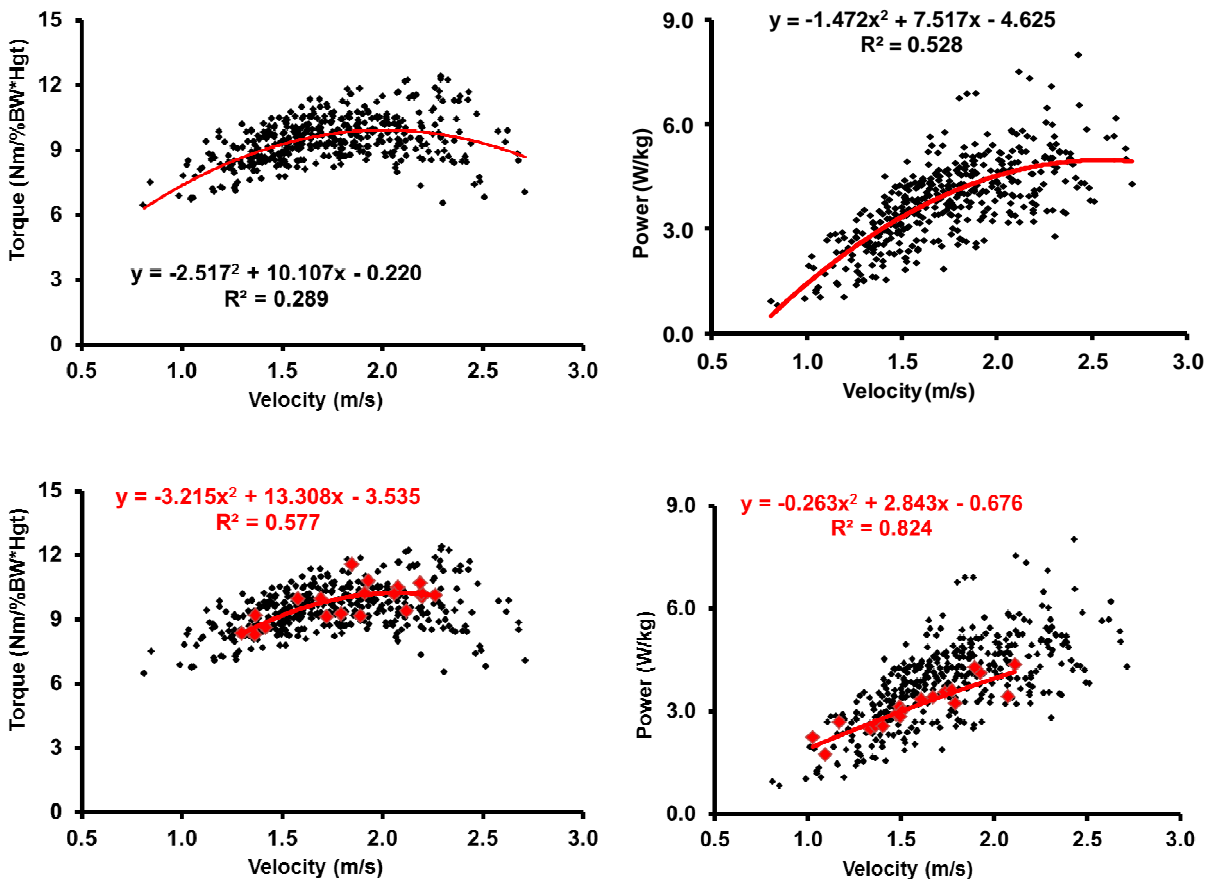 15
12
9
6
3
0
Torque (Nm/%BW*Hgt)
y = -2.517² + 10.107x - 0.220
R² = 0.289
0.5 1.0 1.5 2.0 2.5 3.0
Velocity (m/s)
y = -1.472x² + 7.517x - 4.625
R² = 0.528
9.0
6.0
3.0
0.0
Power (W/kg)
0.5 1.0 1.5 2.0 2.5 3.0
Velocity (m/s)
y = -3.215x² + 13.308x - 3.535
R² = 0.577
15
12
9
6
3
0
Torque (Nm/%BW*Hgt)
0.5 1.0 1.5 2.0 2.5 3.0
Velocity (m/s)
y = -0.263x² + 2.843x - 0.676
R² = 0.824
9.0
6.0
3.0
0.0
Power (W/kg)
0.5 1.0 1.5 2.0 2.5 3.0
Velocity (m/s)